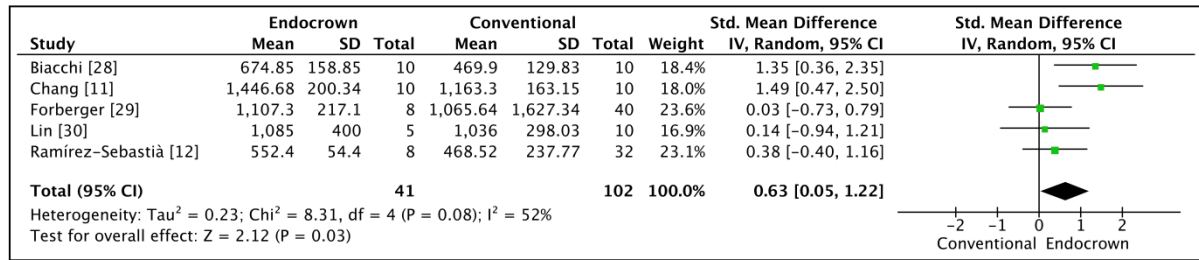 Endocrown Conventional Std. Mean Difference Std. Mean Difference
Study Mean SD Total Mean SD Total Weight IV, Random, 95% CI IV, Random, 95% CI
Biacchi [28] 674.85 158.85 10 469.9 129.83 10 18.4% 1.35 [0.36, 2.35]
Chang [11] 1,446.68 200.34 10 1,163.3 163.15 10 18.0% 1.49 [0.47, 2.50]
Forberger [29] 1,107.3 217.1 8 1,065.64 1,627.34 40 23.6% 0.03 [-0.73, 0.79]
Lin [30] 1,085 400 5 1,036 298.03 10 16.9% 0.14 [-0.94, 1.21]
Ramírez-Sebastià [12] 552.4 54.4 8 468.52 237.77 32 23.1% 0.38 [-0.40, 1.16]
Total (95% CI) 41 102 100.0% 0.63 [0.05, 1.22]
Heterogeneity: Tau² = 0.23; Chi² = 8.31, df = 4 (P = 0.08); I² = 52%
Test for overall effect: Z = 2.12 (P = 0.03)
-2 -1 0 1 2
Conventional Endocrown